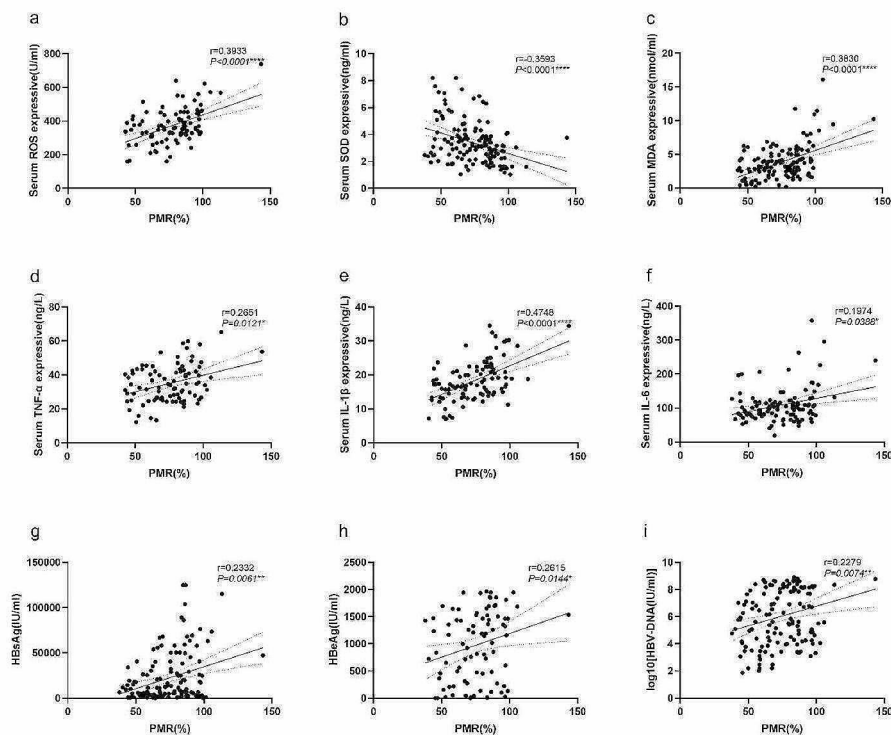 a
r=0.3933
P<0.0001****
Serum ROS expressive(U/ml)
800
600
400
200
0
0 50 100 150
PMR(%)
b
r=-0.3593
P<0.0001****
Serum SOD expressive(ng/ml)
10
8
6
4
2
0
0 50 100 150
PMR(%)
c
r=0.3830
P<0.0001****
Serum MDA expressive(nmol/ml)
20
15
10
5
0
0 50 100 150
PMR(%)
d
r=0.2651
P=0.0121*
Serum TNF-α expressive(ng/L)
80
60
40
20
0
0 50 100 150
PMR(%)
e
r=0.4748
P<0.0001****
Serum IL-1β expressive(ng/L)
40
30
20
10
0
0 50 100 150
PMR(%)
f
r=0.1974
P=0.0388*
Serum IL-6 expressive(ng/L)
400
300
200
100
0
0 50 100 150
PMR(%)
g
r=0.2332
P=0.0061**
HBsAg(IU/ml)
150000
100000
50000
0
0 50 100 150
PMR(%)
h
r=0.2615
P=0.0144*
HBeAg(IU/ml)
3000
2000
1000
0
0 50 100 150
PMR(%)
i
r=0.2279
P=0.0074**
log10[HBV-DNA(IU/ml)]
10
8
6
4
2
0
0 50 100 150
PMR(%)